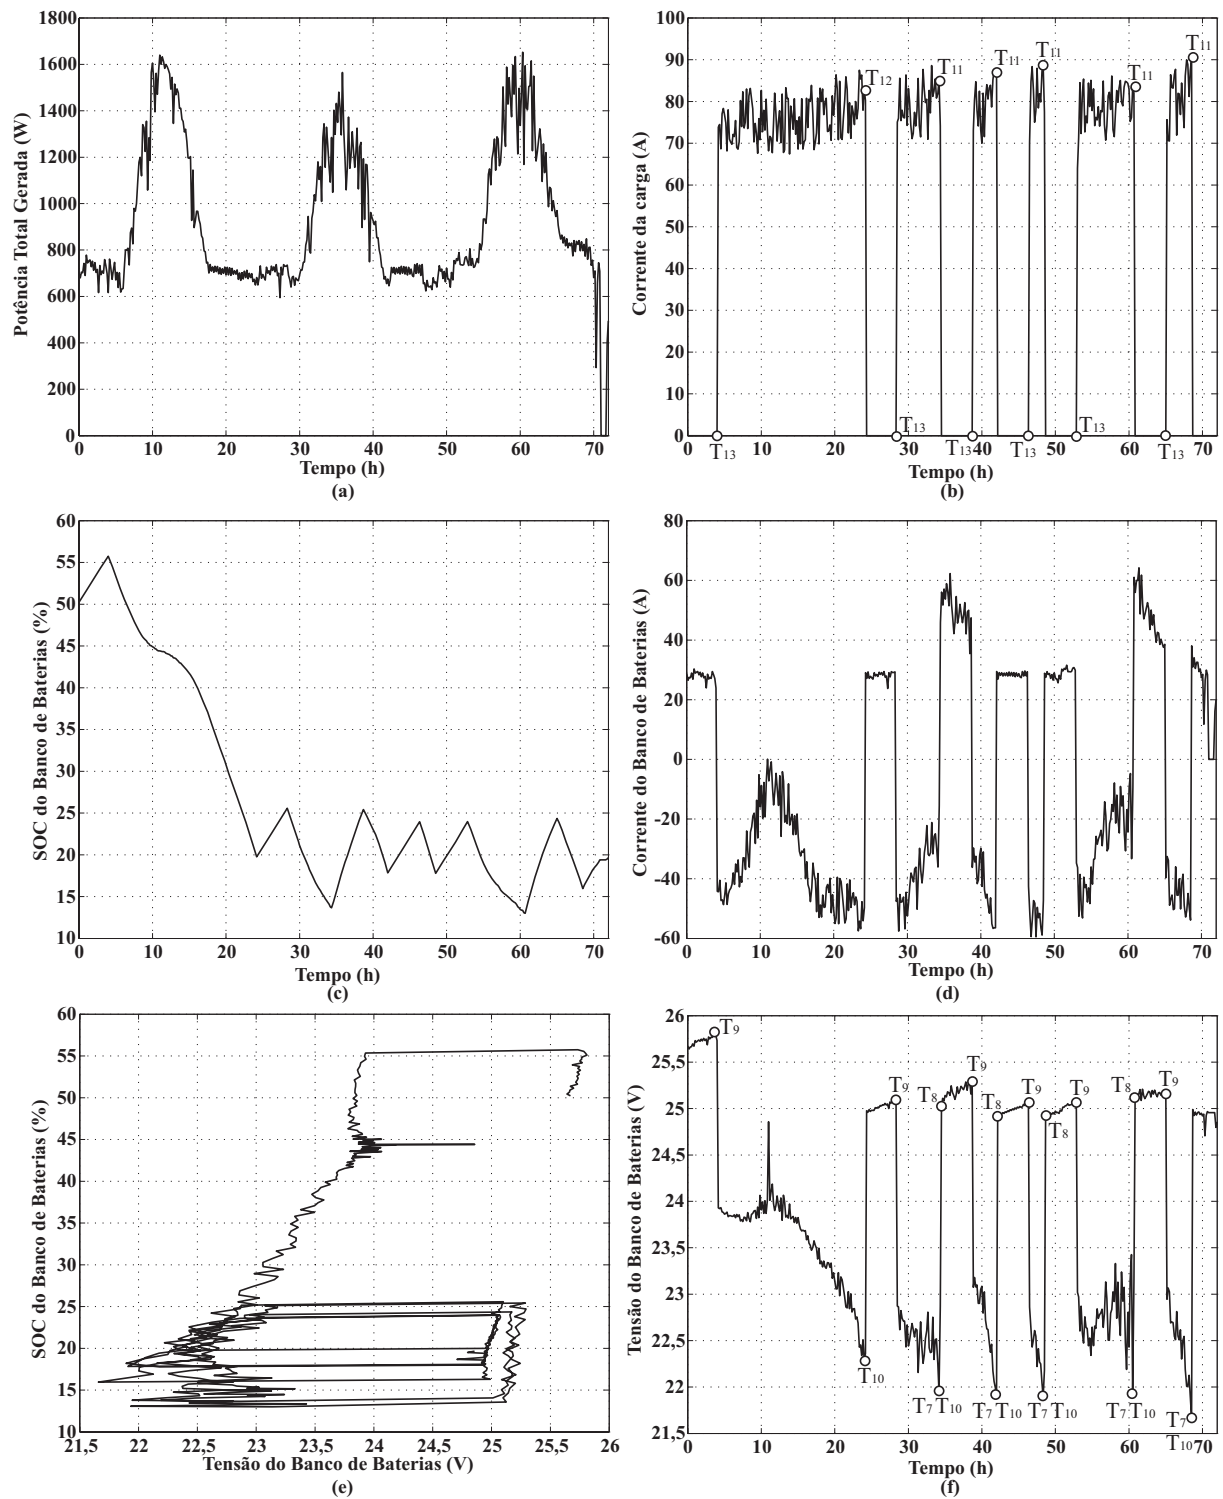 1800
1600
1400
1200
1000
800
600
400
200
0
Potência Total Gerada (W)
0 10 20 30 40 50 60 70
Tempo (h)
(a)
100
90
80
70
60
50
40
30
20
10
0
Corrente da carga (A)
T12 T11 T11 T11 T11 T11
T13 T13 T13 T13 T13 T13
0 10 20 30 40 50 60 70
Tempo (h)
(b)
60
55
50
45
40
35
30
25
20
15
10
SOC do Banco de Baterias (%)
0 10 20 30 40 50 60 70
Tempo (h)
(c)
80
60
40
20
0
-20
-40
-60
Corrente do Banco de Baterias (A)
0 10 20 30 40 50 60 70
Tempo (h)
(d)
60
55
50
45
40
35
30
25
20
15
10
SOC do Banco de Baterias (%)
21,5 22 22,5 23 23,5 24 24,5 25 25,5 26
Tensão do Banco de Baterias (V)
(e)
26
25,5
25
24,5
24
23,5
23
22,5
22
21,5
Tensão do Banco de Baterias (V)
T9 T9 T8 T9 T8 T9 T8 T9 T8 T9
T10 T7 T10 T7 T10 T7 T10 T7 T10 T7
T10
0 10 20 30 40 50 60 70
Tempo (h)
(f)